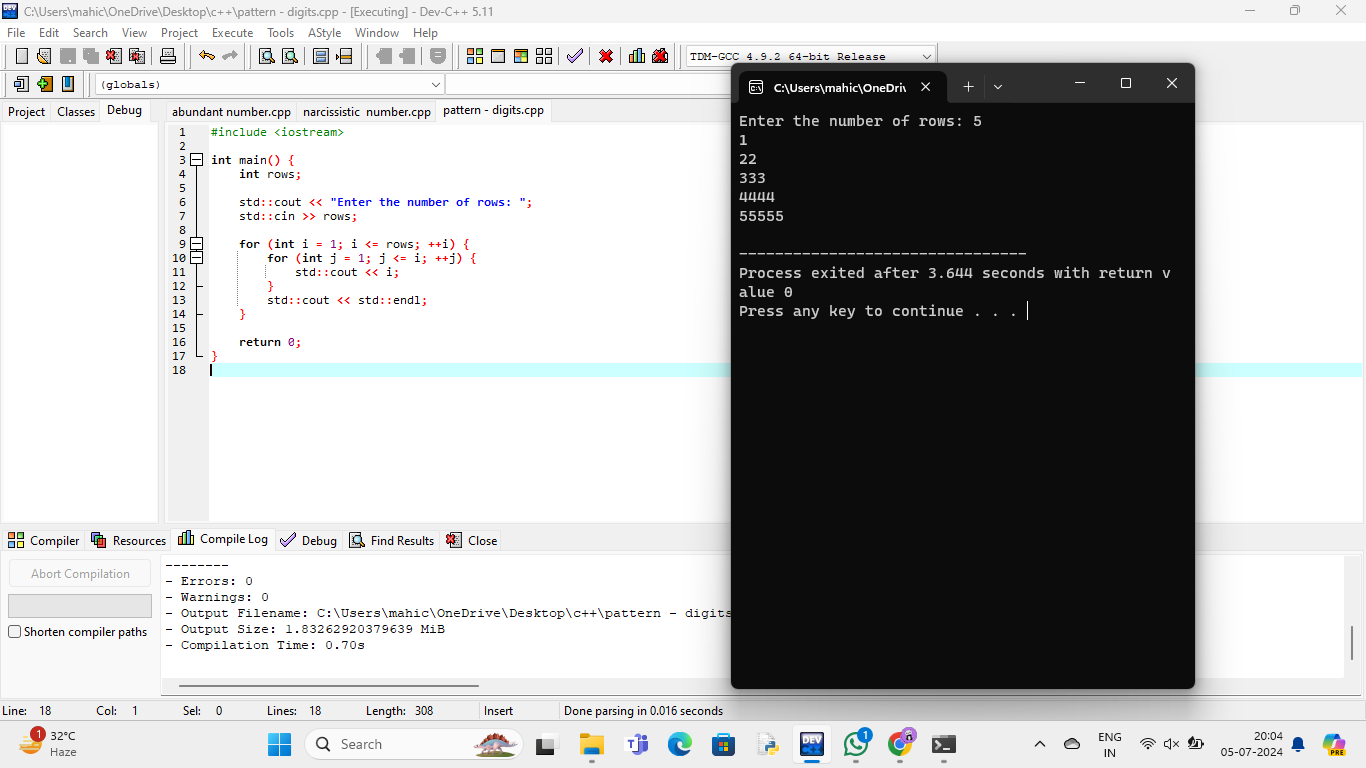 C:\Users\mahic\OneDrive\Desktop\c++\pattern - digits.cpp - [Executing] - Dev-C++ 5.11
File Edit Search View Project Execute Tools AStyle Window Help
TDM-GCC 4.9.2 64-bit Release
(globals)
Project Classes Debug
abundant number.cpp narcissistic number.cpp pattern - digits.cpp
1 #include <iostream>
2
3 int main() {
4 int rows;
5
6 std::cout << "Enter the number of rows: ";
7 std::cin >> rows;
8
9 for (int i = 1; i <= rows; ++i) {
10 for (int j = 1; j <= i; ++j) {
11 std::cout << i;
12 }
13 std::cout << std::endl;
14 }
15
16 return 0;
17 }
18
C:\Users\mahic\OneDri
Enter the number of rows: 5
1
22
333
4444
55555
--------------------------------
Process exited after 3.644 seconds with return v
alue 0
Press any key to continue . . .
Compiler Resources Compile Log Debug Find Results Close
Abort Compilation
Shorten compiler paths
--------
- Errors: 0
- Warnings: 0
- Output Filename: C:\Users\mahic\OneDrive\Desktop\c++\pattern - digits
- Output Size: 1.83262920379639 MiB
- Compilation Time: 0.70s
Line: 18 Col: 1 Sel: 0 Lines: 18 Length: 308 Insert Done parsing in 0.016 seconds
1
32°C
Haze
Search
DEV
1
ENG
IN
20:04
05-07-2024
PRE